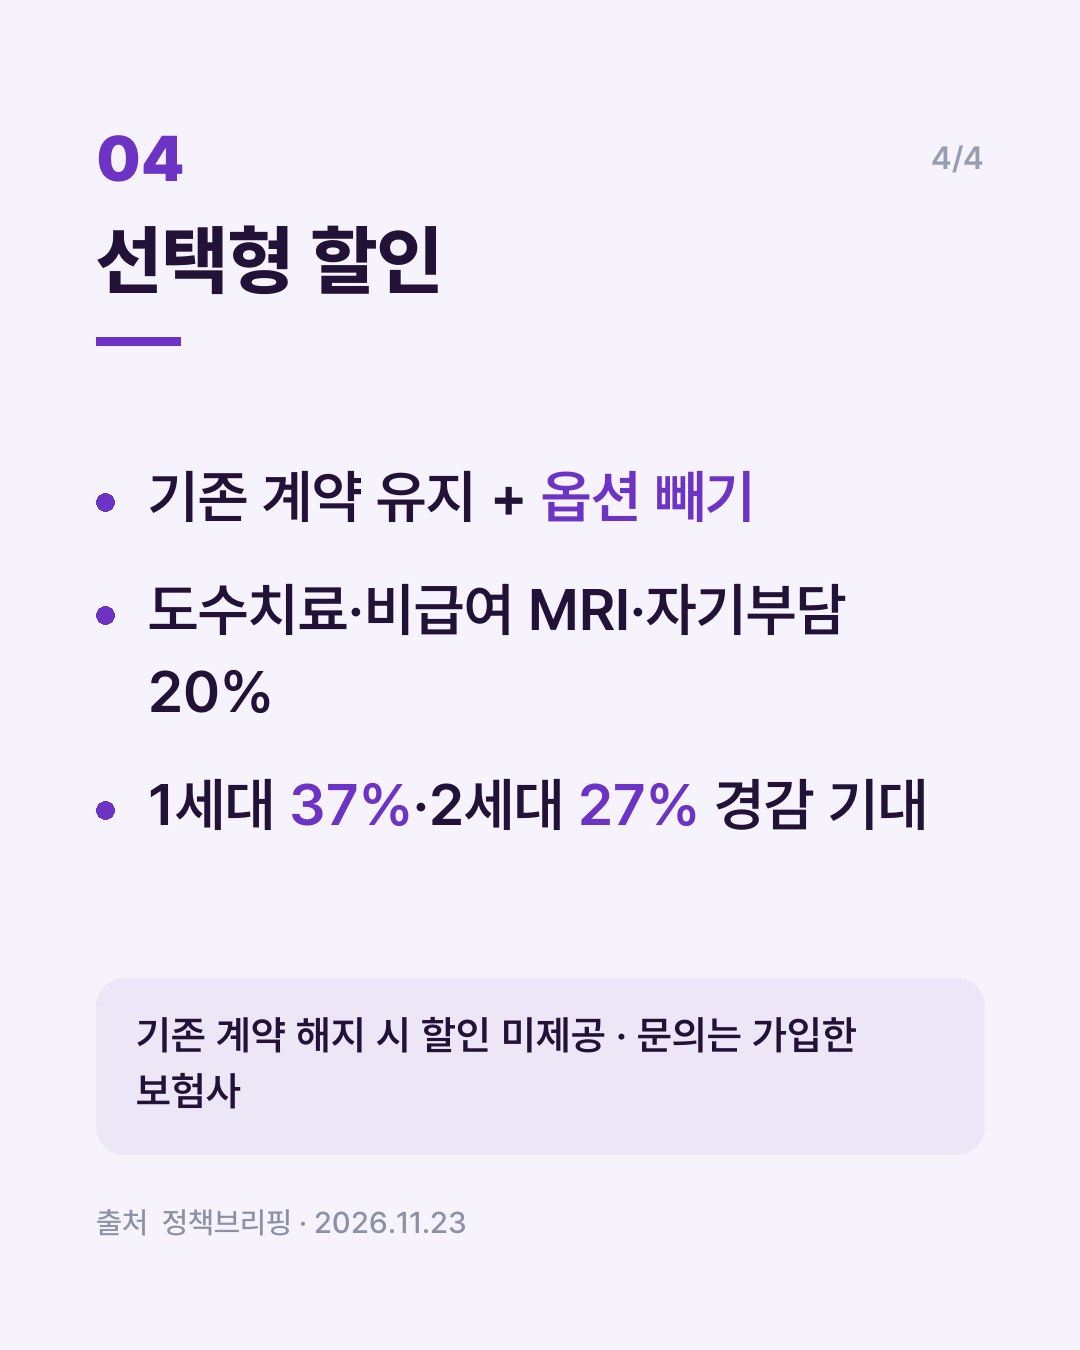 04
4/4
선택형 할인
기존 계약 유지 + 옵션 빼기
도수치료·비급여 MRI·자기부담
20%
1세대 37%·2세대 27% 경감 기대
기존 계약 해지 시 할인 미제공 · 문의는 가입한
보험사
출처 정책브리핑 · 2026.11.23